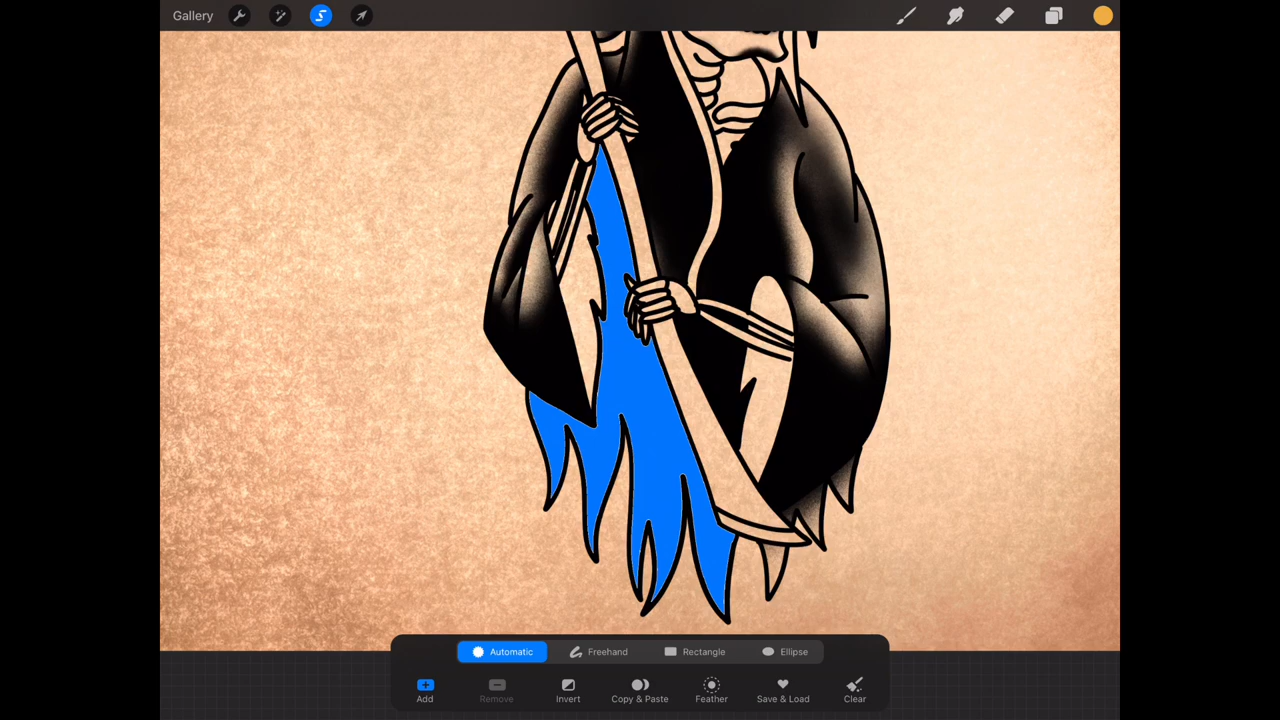 Gallery
Automatic Freehand Rectangle Ellipse
Add Remove Invert Copy & Paste Feather Save & Load Clear